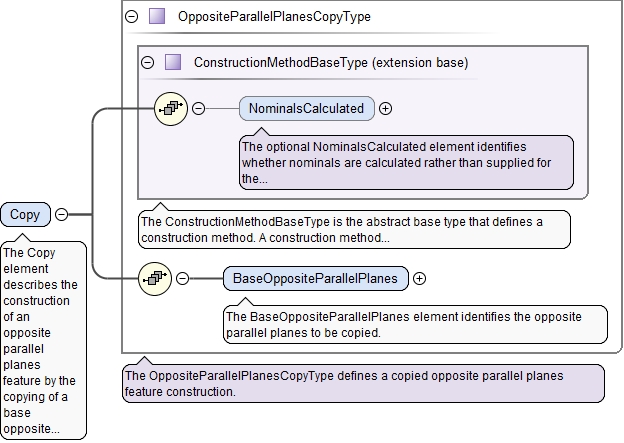 OppositeParallelPlanesCopyType
ConstructionMethodBaseType (extension base)
NominalsCalculated
The optional NominalsCalculated element identifies
whether nominals are calculated rather than supplied for
the...
Copy
The ConstructionMethodBaseType is the abstract base type that defines a
construction method. A construction method...
The Copy
element
describes the
construction
of an
opposite
parallel
planes
feature by the
copying of a
base
opposite...
BaseOppositeParallelPlanes
The BaseOppositeParallelPlanes element identifies the opposite
parallel planes to be copied.
The OppositeParallelPlanesCopyType defines a copied opposite parallel planes
feature construction.